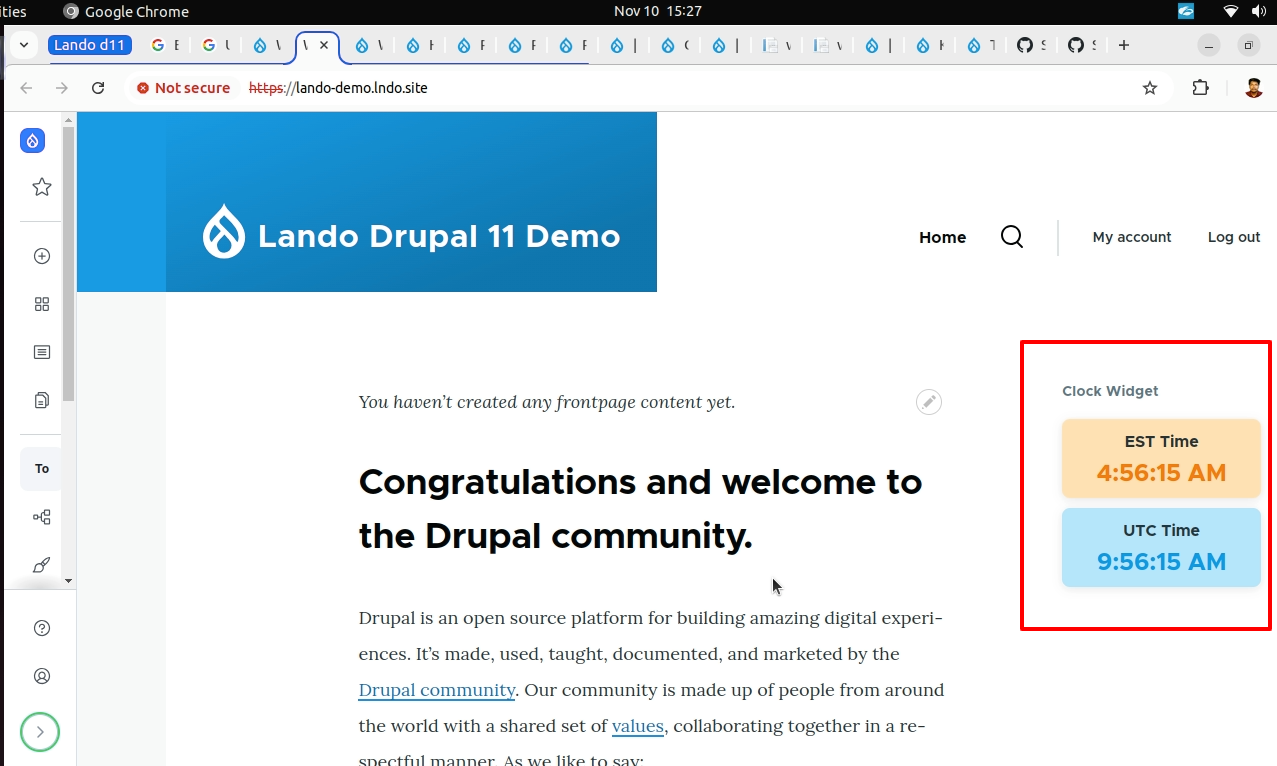 ities
Google Chrome
Nov 10 15:27
Lando d11
Not secure
https://lando-demo.lndo.site
To
Lando Drupal 11 Demo
Home
My account
Log out
You haven’t created any frontpage content yet.
Congratulations and welcome to
the Drupal community.
Drupal is an open source platform for building amazing digital experi-
ences. It’s made, used, taught, documented, and marketed by the
Drupal community. Our community is made up of people from around
the world with a shared set of values, collaborating together in a re-
spectful manner. As we like to say:
Clock Widget
EST Time
4:56:15 AM
UTC Time
9:56:15 AM